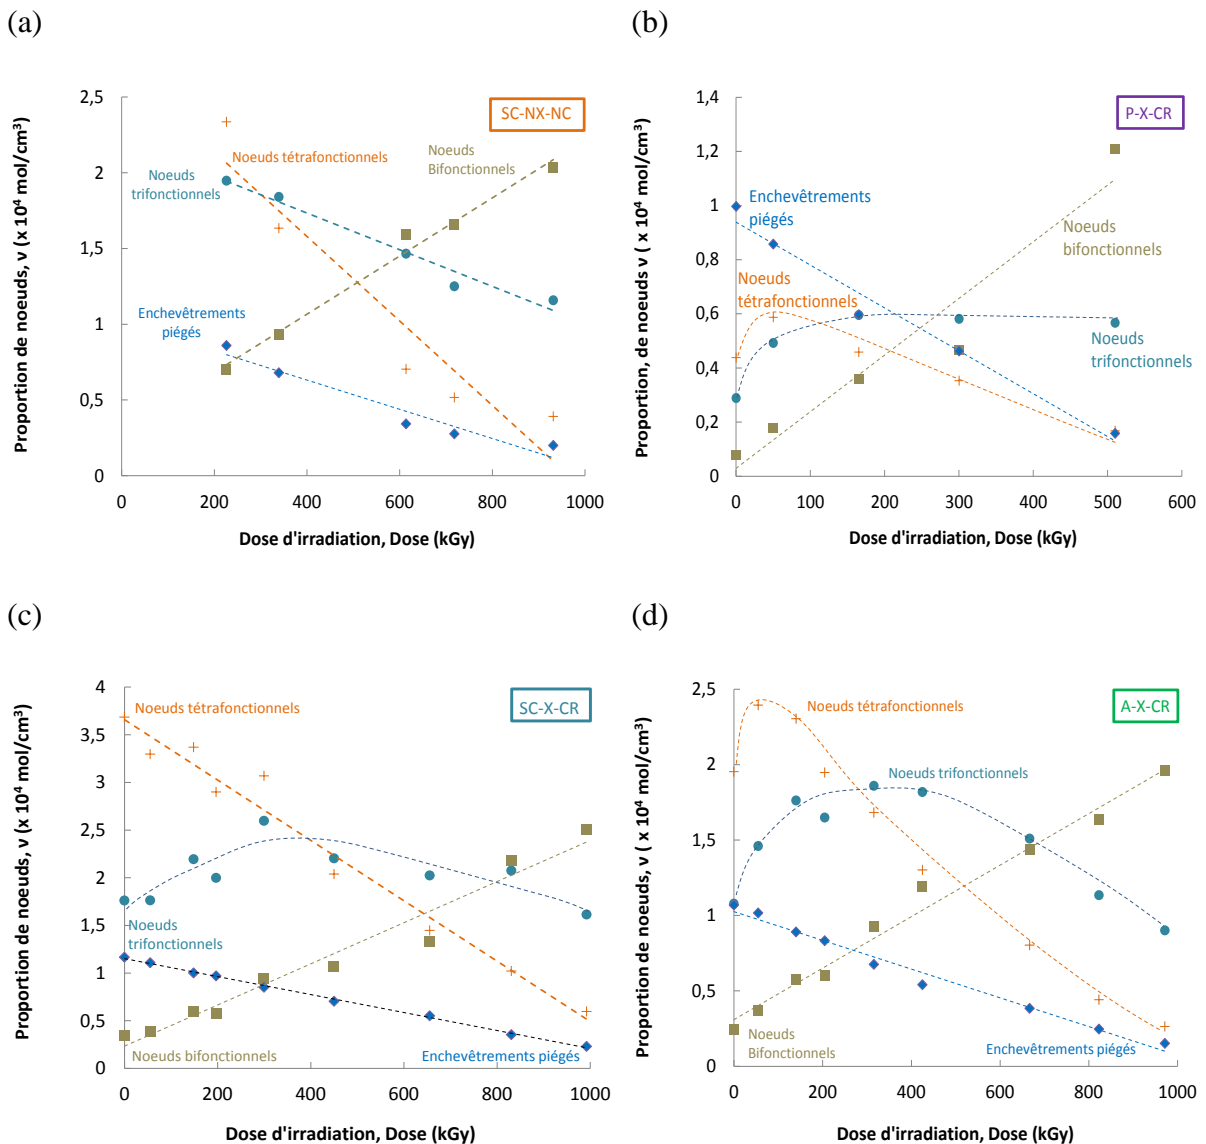 (a)
2,5
2
1,5
1
0,5
0
0
200
400
600
800
1000
Proportion de noeuds, ν (x 10⁴ mol/cm³)
Dose d'irradiation, Dose (kGy)
SC-NX-NC
Noeuds tétrafonctionnels
Noeuds
Bifonctionnels
Noeuds
trifonctionnels
Enchevêtrements
piégés
(b)
1,4
1,2
1
0,8
0,6
0,4
0,2
0
0
100
200
300
400
500
600
Proportion, de noeuds ν ( x 10⁴ mol/cm³)
Dose d'irradiation, Dose (kGy)
P-X-CR
Enchevêtrements
piégés
Noeuds
bifonctionnels
Noeuds
tétrafonctionnels
Noeuds
trifonctionnels
(c)
4
3,5
3
2,5
2
1,5
1
0,5
0
0
200
400
600
800
1000
Proportion de noeuds, ν (x 10⁴ mol/cm³)
Dose d'irradiation, Dose (kGy)
SC-X-CR
Noeuds tétrafonctionnels
Noeuds
trifonctionnels
Noeuds bifonctionnels
Enchevêtrements piégés
(d)
2,5
2
1,5
1
0,5
0
0
200
400
600
800
1000
Proportion de noeuds, ν (x 10⁴ mol/cm³)
Dose d'irradiation, Dose (kGy)
A-X-CR
Noeuds tétrafonctionnels
Noeuds trifonctionnels
Noeuds
Bifonctionnels
Enchevêtrements piégés